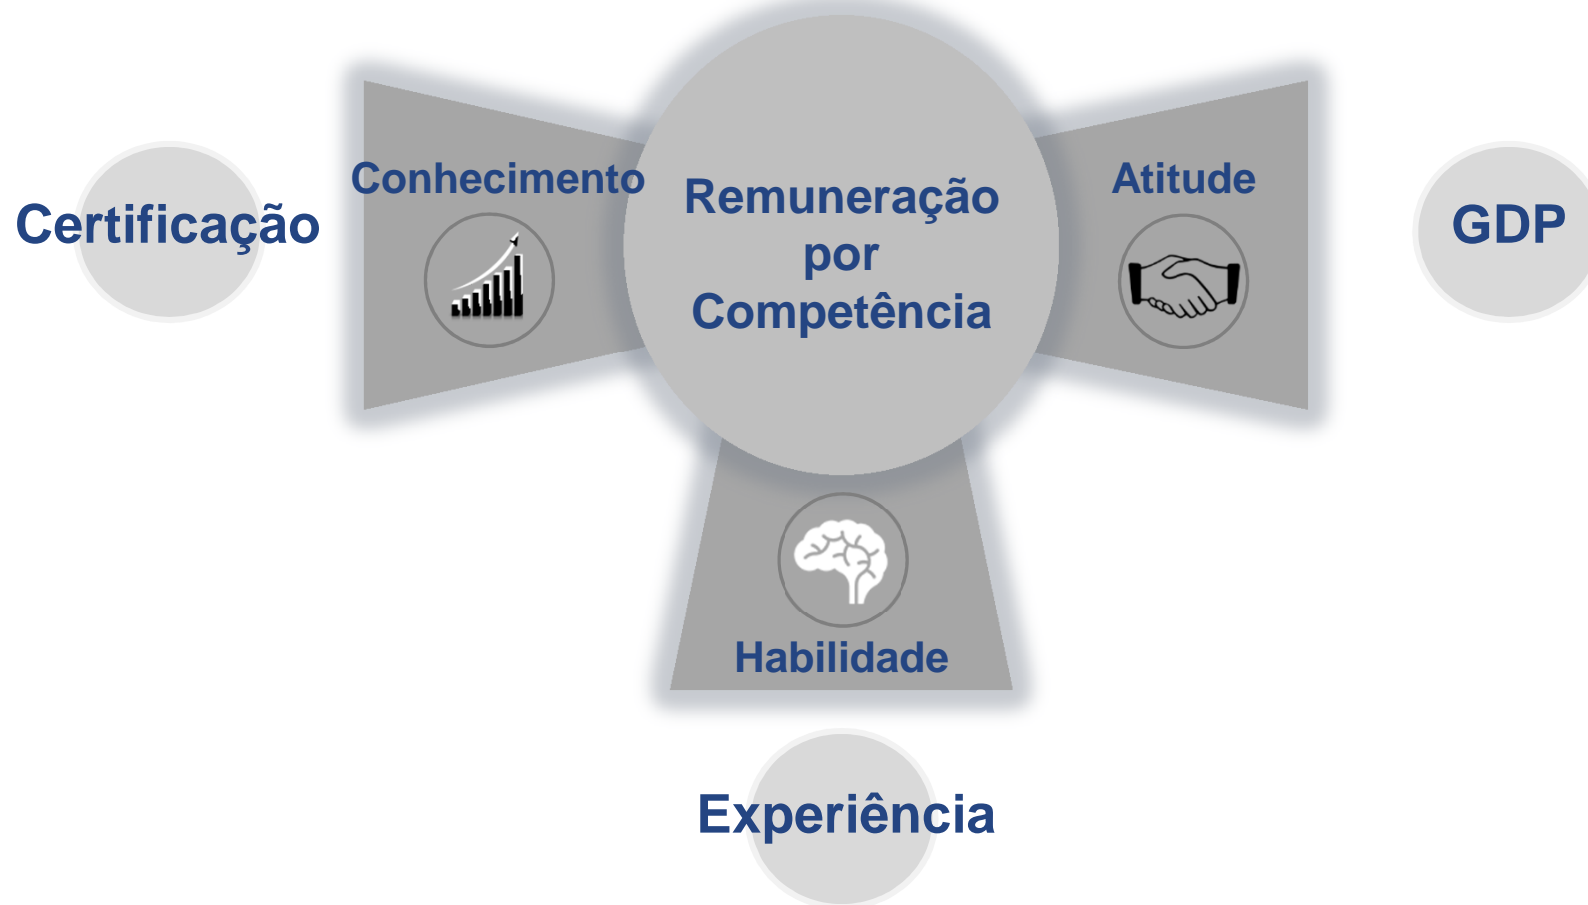 Certificação
Conhecimento
Remuneração
por
Competência
Atitude
GDP
Habilidade
Experiência